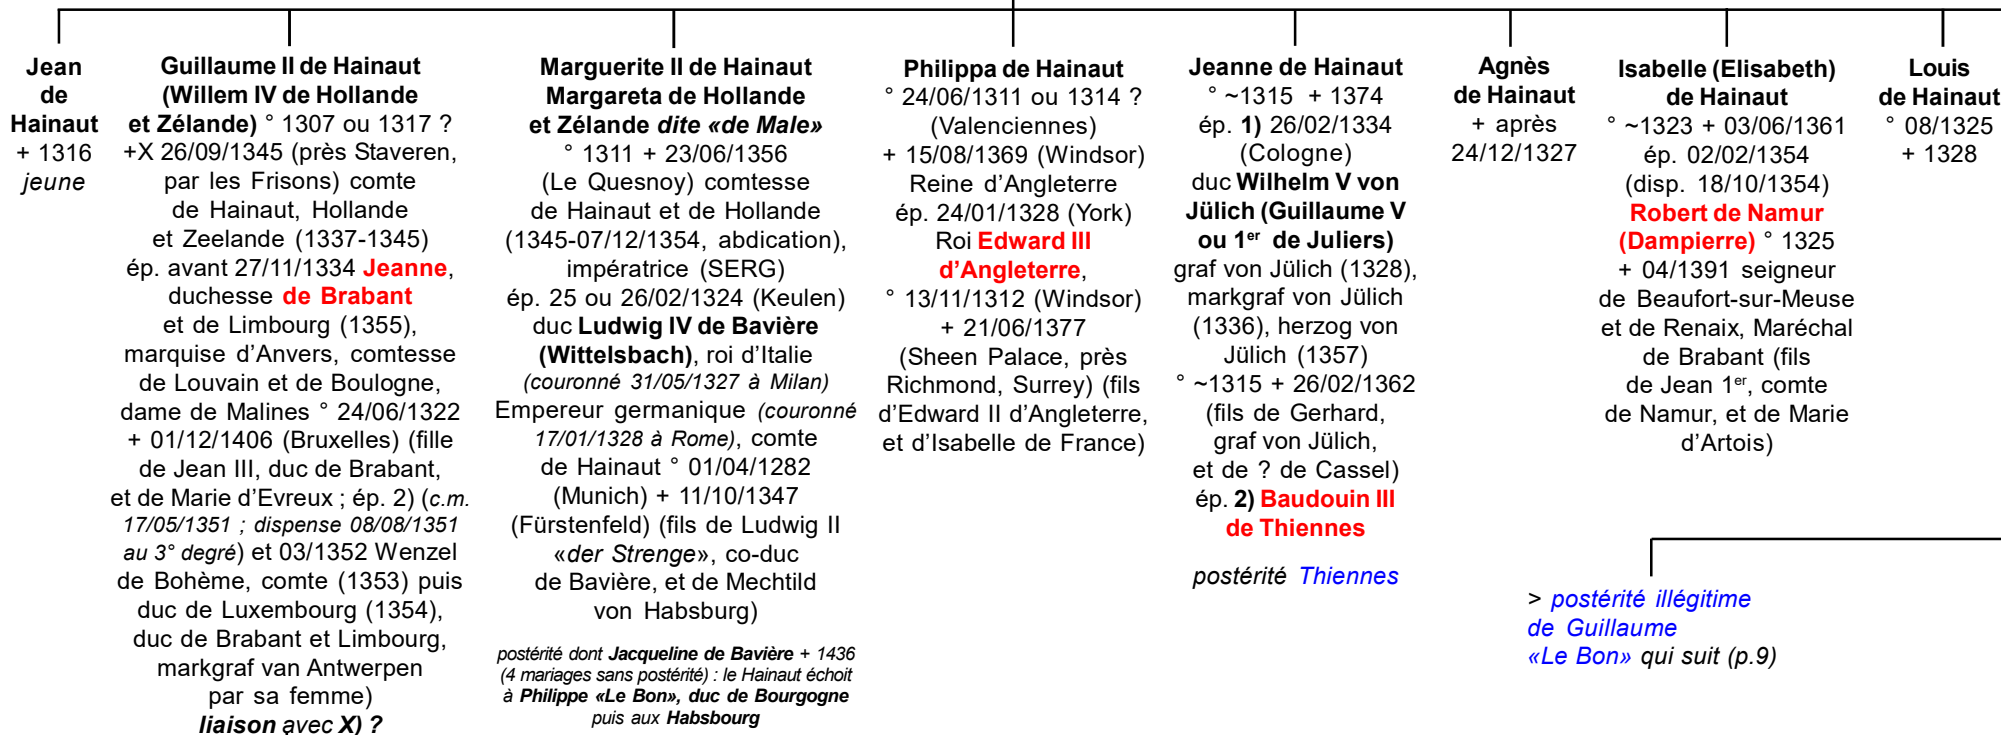 Jean
de
Hainaut
+ 1316
jeune
Guillaume II de Hainaut
(Willem IV de Hollande
et Zélande) ° 1307 ou 1317 ?
+X 26/09/1345 (près Staveren,
par les Frisons) comte
de Hainaut, Hollande
et Zeelande (1337-1345)
ép. avant 27/11/1334 Jeanne,
duchesse de Brabant
et de Limbourg (1355),
marquise d'Anvers, comtesse
de Louvain et de Boulogne,
dame de Malines ° 24/06/1322
+ 01/12/1406 (Bruxelles) (fille
de Jean III, duc de Brabant,
et de Marie d'Evreux ; ép. 2) (c.m.
17/05/1351 ; dispense 08/08/1351
au 3° degré) et 03/1352 Wenzel
de Bohème, comte (1353) puis
duc de Luxembourg (1354),
duc de Brabant et Limbourg,
markgraf van Antwerpen
par sa femme)
liaison avec X) ?
Marguerite II de Hainaut
Margareta de Hollande
et Zélande dite «de Male»
° 1311 + 23/06/1356
(Le Quesnoy) comtesse
de Hainaut et de Hollande
(1345-07/12/1354, abdication),
impératrice (SERG)
ép. 25 ou 26/02/1324 (Keulen)
duc Ludwig IV de Bavière
(Wittelsbach), roi d'Italie
(couronné 31/05/1327 à Milan)
Empereur germanique (couronné
17/01/1328 à Rome), comte
de Hainaut ° 01/04/1282
(Munich) + 11/10/1347
(Fürstenfeld) (fils de Ludwig II
«der Strenge», co-duc
de Bavière, et de Mechtild
von Habsburg)
postérité dont Jacqueline de Bavière + 1436
(4 mariages sans postérité) : le Hainaut échoit
à Philippe «Le Bon», duc de Bourgogne
puis aux Habsbourg
Philippa de Hainaut
° 24/06/1311 ou 1314 ?
(Valenciennes)
+ 15/08/1369 (Windsor)
Reine d'Angleterre
ép. 24/01/1328 (York)
Roi Edward III
d'Angleterre,
° 13/11/1312 (Windsor)
+ 21/06/1377
(Sheen Palace, près
Richmond, Surrey) (fils
d'Edward II d'Angleterre,
et d'Isabelle de France)
Jeanne de Hainaut
° ~1315 + 1374
ép. 1) 26/02/1334
(Cologne)
duc Wilhelm V von
Jülich (Guillaume V
ou 1er de Juliers)
graf von Jülich (1328),
markgraf von Jülich
(1336), herzog von
Jülich (1357)
° ~1315 + 26/02/1362
(fils de Gerhard,
graf von Jülich,
et de ? de Cassel)
ép. 2) Baudouin III
de Thiennes
postérité Thiennes
Agnès
de Hainaut
+ après
24/12/1327
Isabelle (Elisabeth)
de Hainaut
° ~1323 + 03/06/1361
ép. 02/02/1354
(disp. 18/10/1354)
Robert de Namur
(Dampierre) ° 1325
+ 04/1391 seigneur
de Beaufort-sur-Meuse
et de Renaix, Maréchal
de Brabant (fils
de Jean 1er, comte
de Namur, et de Marie
d'Artois)
Louis
de Hainaut
° 08/1325
+ 1328
> postérité illégitime
de Guillaume
«Le Bon» qui suit (p.9)